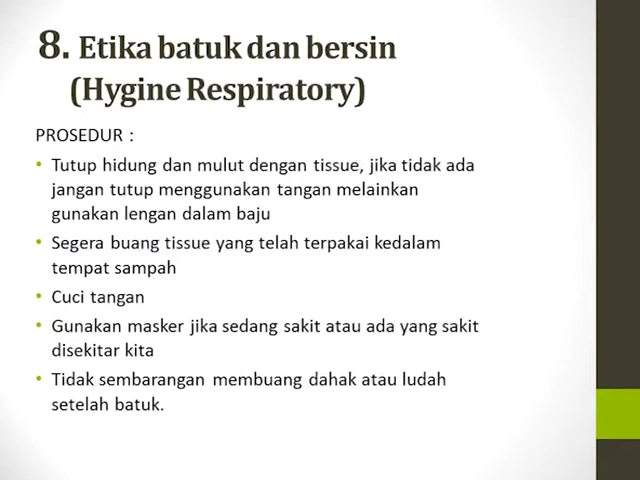 8. Etika batuk dan bersin
(Hygine Respiratory)
PROSEDUR :
• Tutup hidung dan mulut dengan tissue, jika tidak ada
jangan tutup menggunakan tangan melainkan
gunakan lengan dalam baju
• Segera buang tissue yang telah terpakai kedalam
tempat sampah
• Cuci tangan
• Gunakan masker jika sedang sakit atau ada yang sakit
disekitar kita
• Tidak sembarangan membuang dahak atau ludah
setelah batuk.